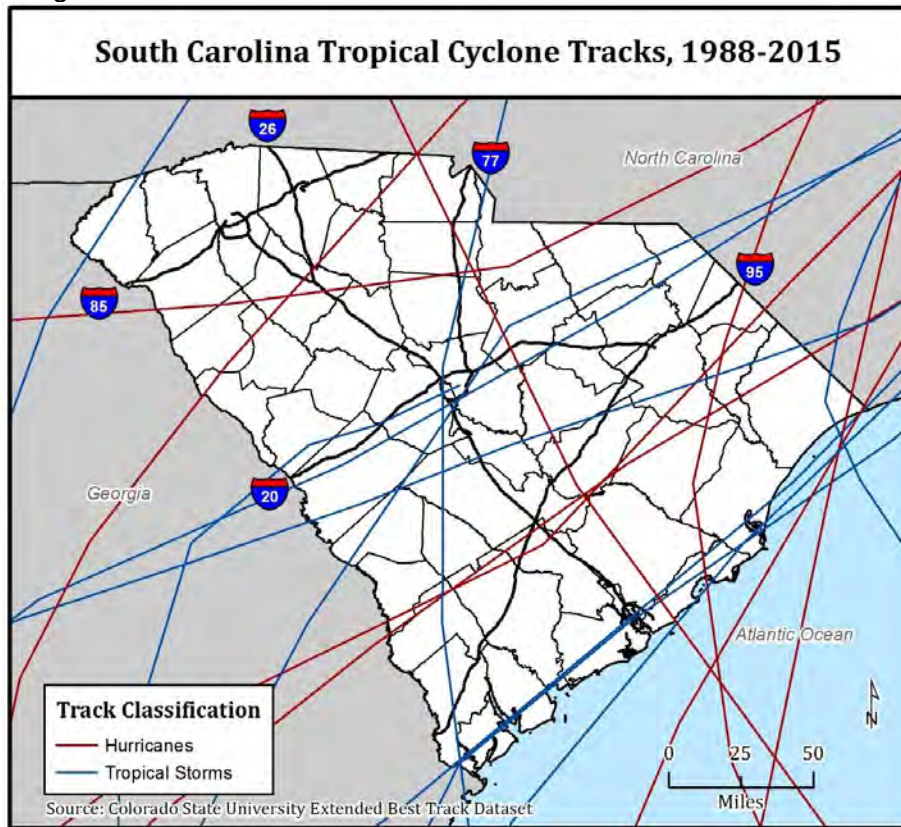 South Carolina Tropical Cyclone Tracks, 1988-2015
26
77
North Carolina
95
85
Georgia
20
Atlantic Ocean
N
Track Classification
Hurricanes
Tropical Storms
0 25 50
Miles
Source: Colorado State University Extended Best Track Dataset